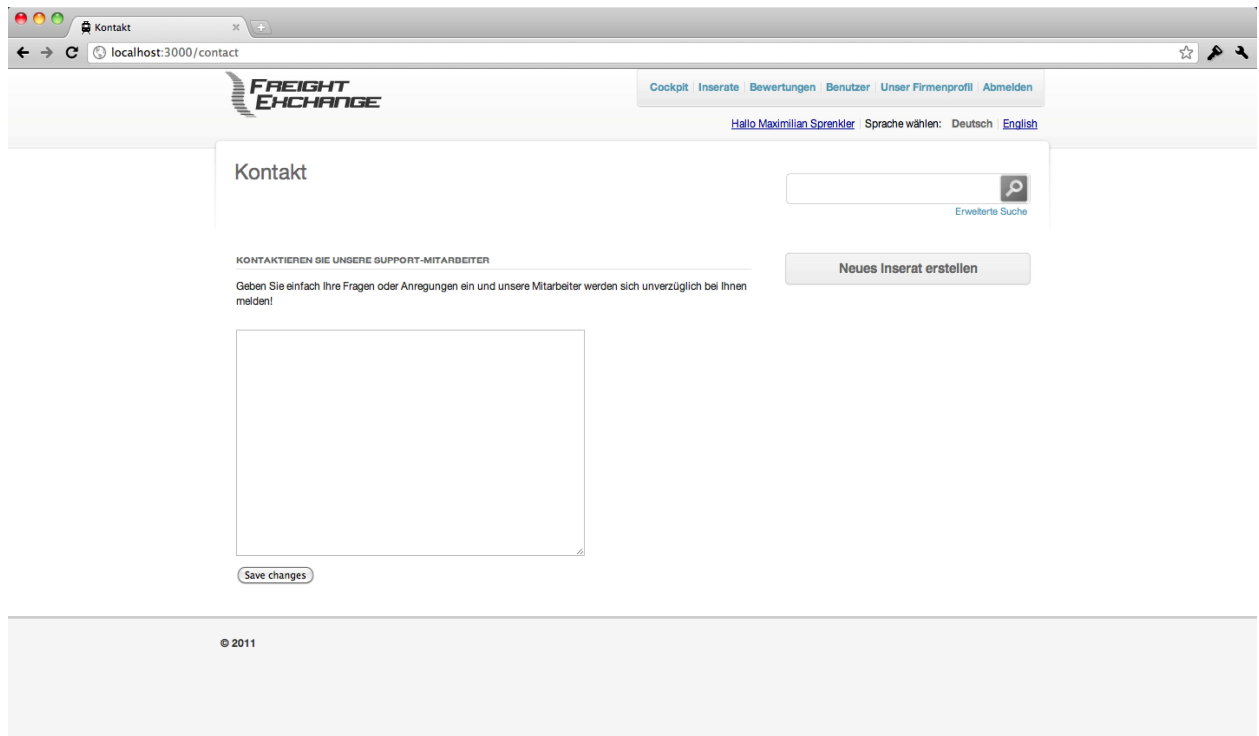 Kontakt
localhost:3000/contact
FREIGHT
EXCHANGE
Cockpit Inserate Bewertungen Benutzer Unser Firmenprofil Abmelden
Hallo Maximilian Sprenkler Sprache wählen: Deutsch English
Kontakt
Erweiterte Suche
KONTAKTIEREN SIE UNSERE SUPPORT-MITARBEITER
Neues Inserat erstellen
Geben Sie einfach Ihre Fragen oder Anregungen ein und unsere Mitarbeiter werden sich unverzüglich bei Ihnen
melden!
Save changes
© 2011